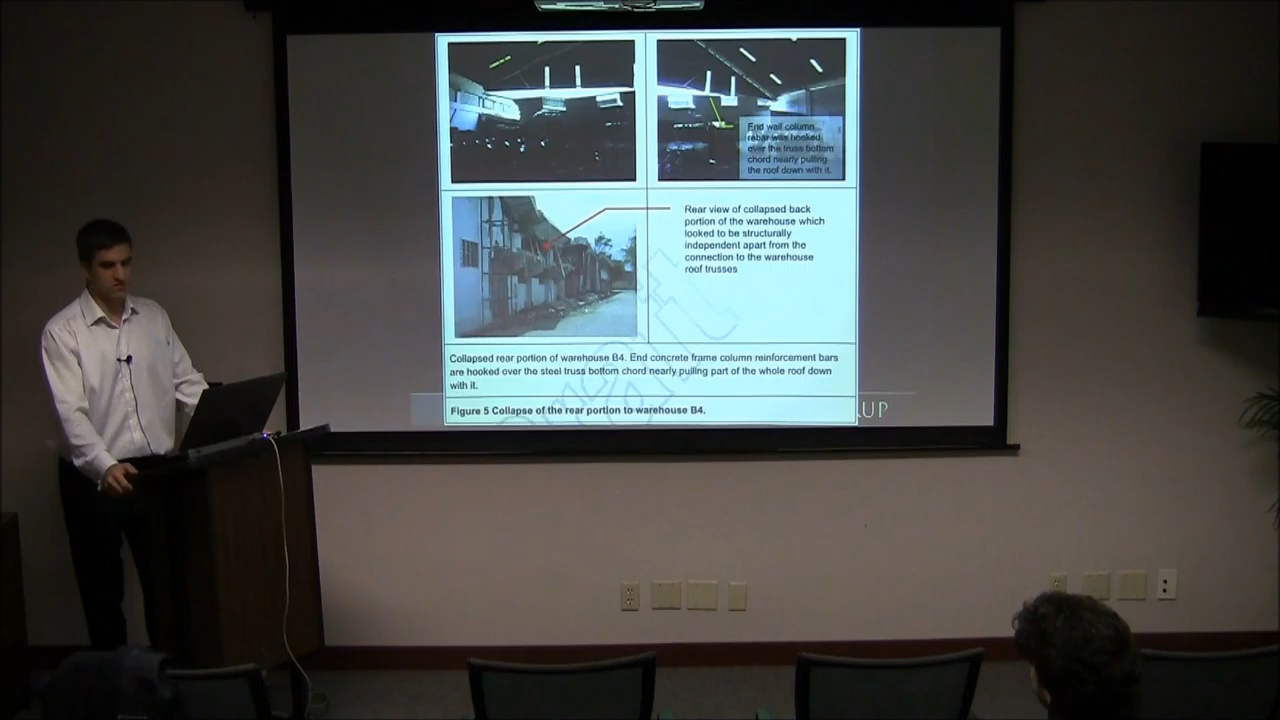 End wall column
rebar was hooked
over the truss bottom
chord nearly pulling
the roof down with it.
Rear view of collapsed back
portion of the warehouse which
looked to be structurally
independent apart from the
connection to the warehouse
roof trusses
Draft
Collapsed rear portion of warehouse B4. End concrete frame column reinforcement bars
are hooked over the steel truss bottom chord nearly pulling part of the whole roof down
with it.
Figure 5 Collapse of the rear portion to warehouse B4.